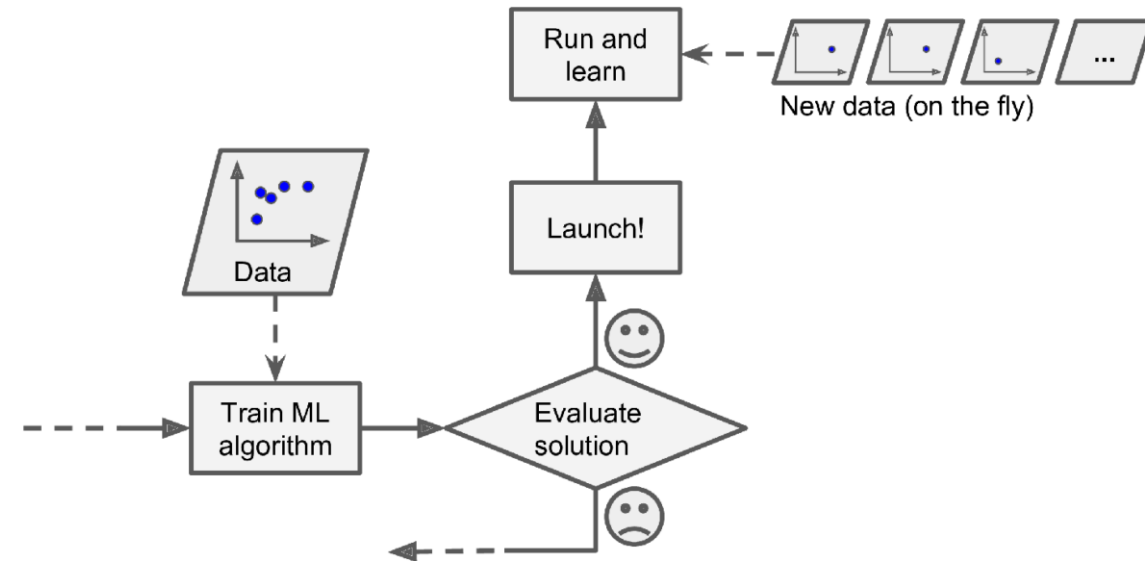 Run and
learn
...
New data (on the fly)
Launch!
Data
Train ML
algorithm
Evaluate
solution